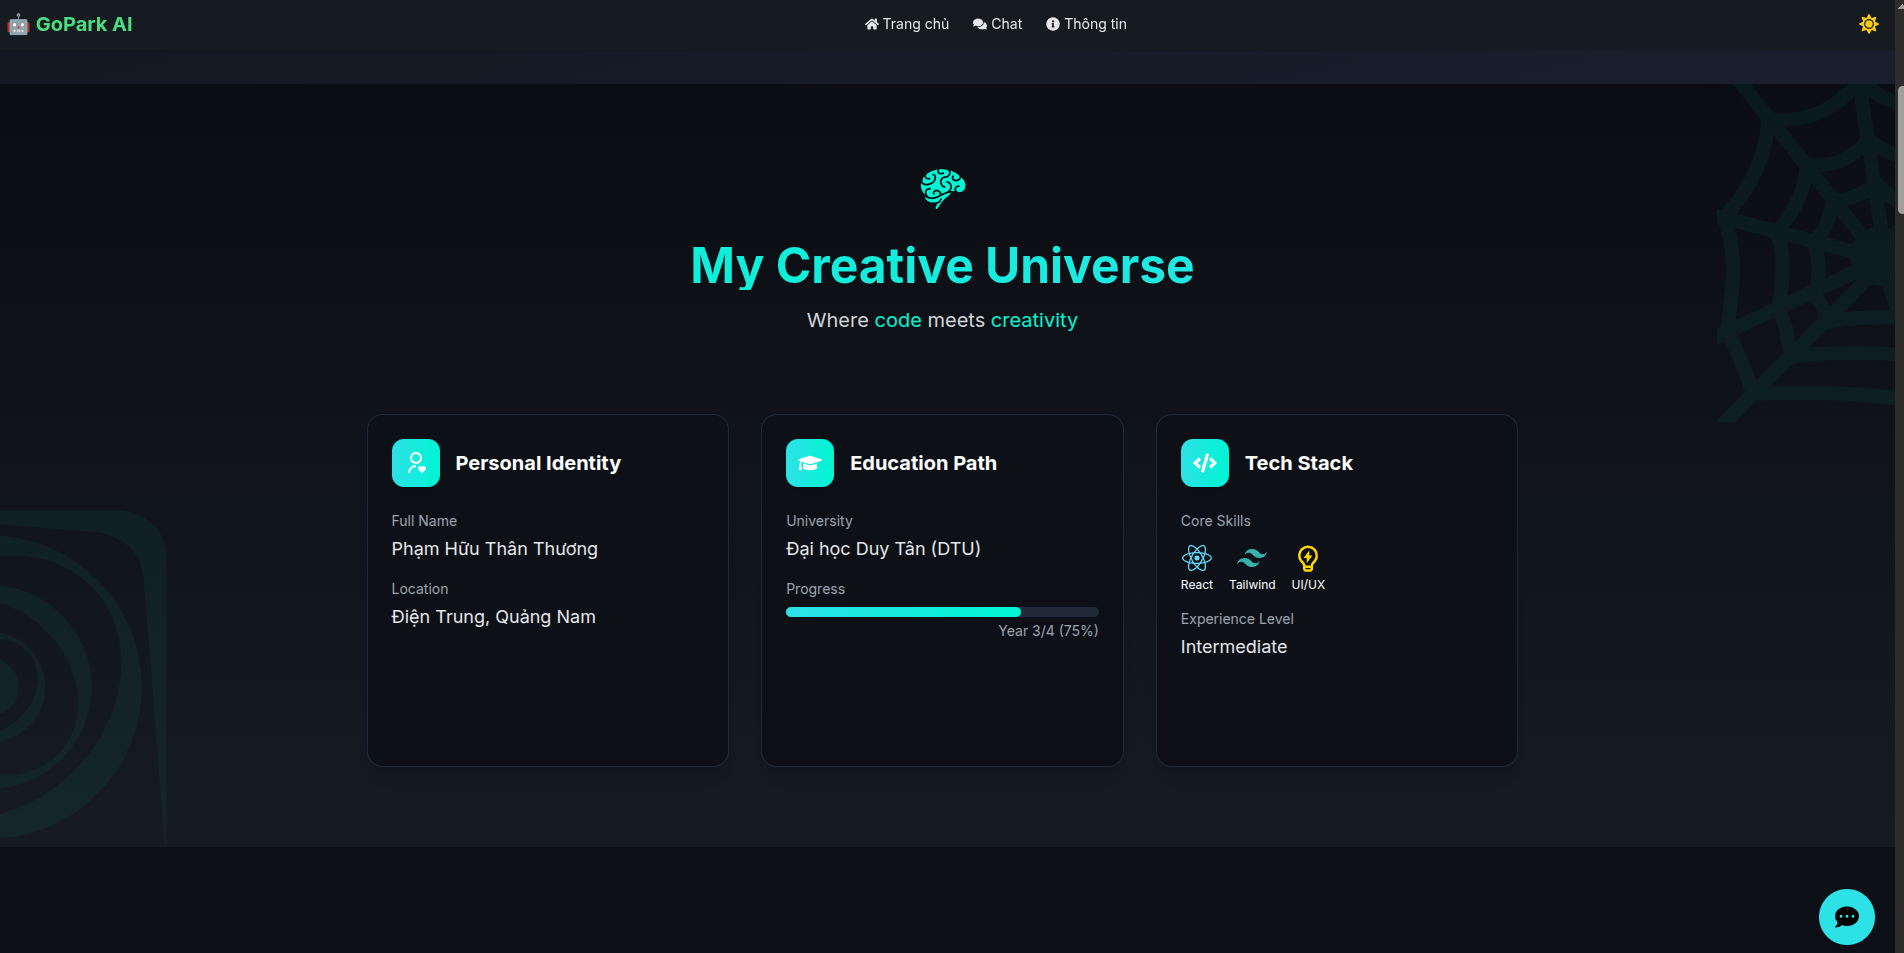 GoPark AI
Trang chủ
Chat
Thông tin
My Creative Universe
Where code meets creativity
Personal Identity
Full Name
Phạm Hữu Thân Thương
Location
Điện Trung, Quảng Nam
Education Path
University
Đại học Duy Tân (DTU)
Progress
Year 3/4 (75%)
Tech Stack
Core Skills
React
Tailwind
UI/UX
Experience Level
Intermediate